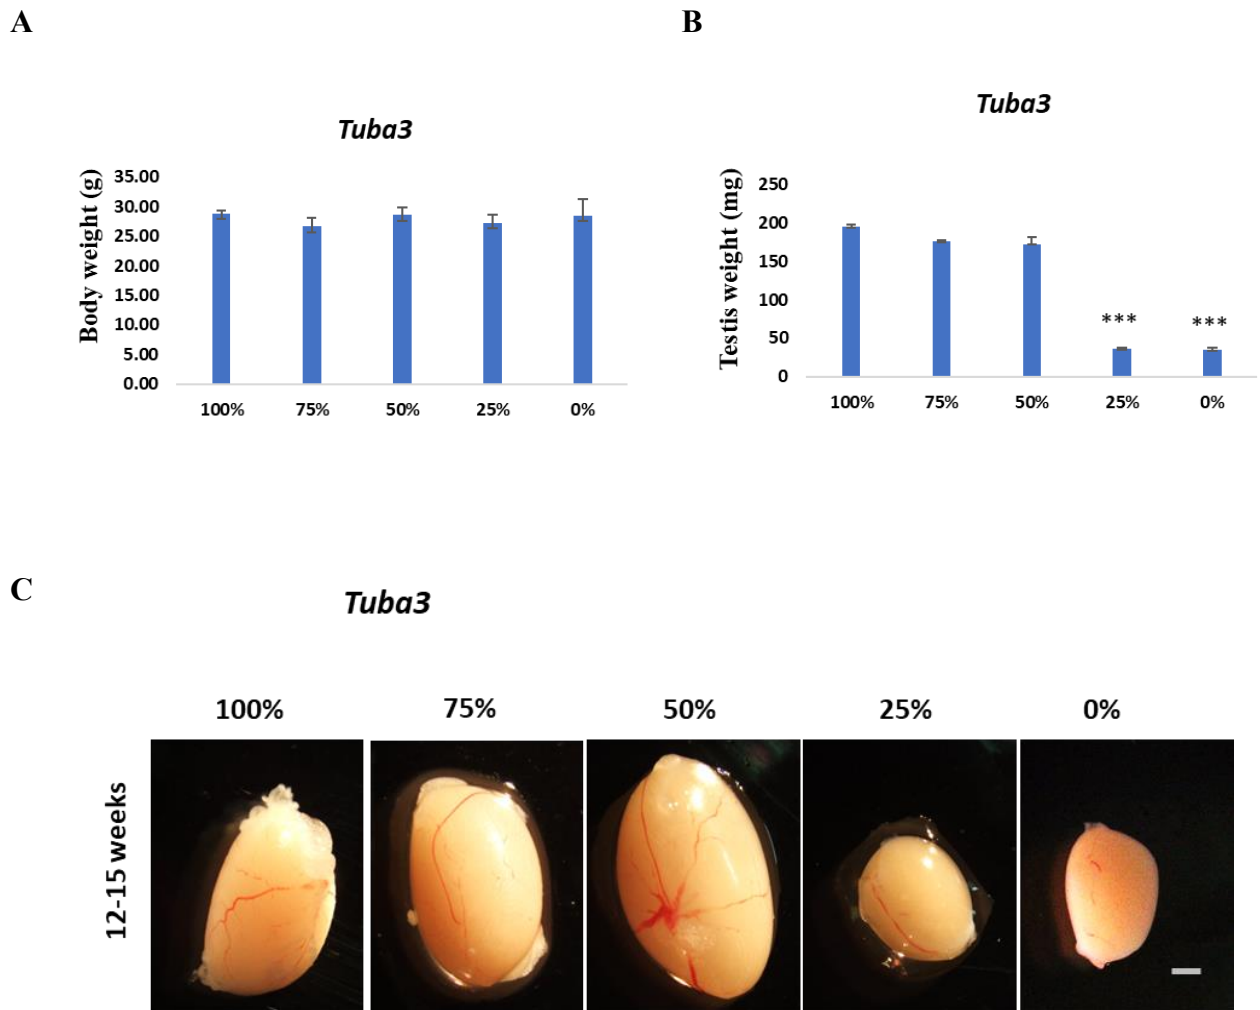 A
Tuba3
Body weight (g)
35.00
30.00
25.00
20.00
15.00
10.00
5.00
0.00
100% 75% 50% 25% 0%
B
Tuba3
Testis weight (mg)
250
200
150
100
50
0
*** ***
100% 75% 50% 25% 0%
C
Tuba3
100% 75% 50% 25% 0%
12-15 weeks